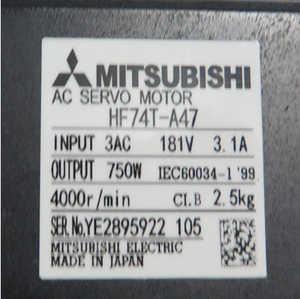 MITSUBISHI
AC SERVO MOTOR
HF74T-A47
INPUT 3AC 181V 3.1A
OUTPUT 750W IEC60034-1 '99
4000r/min CI.B 2.5kg
SER.No.YE2895922 105
MITSUBISHI ELECTRIC
MADE IN JAPAN